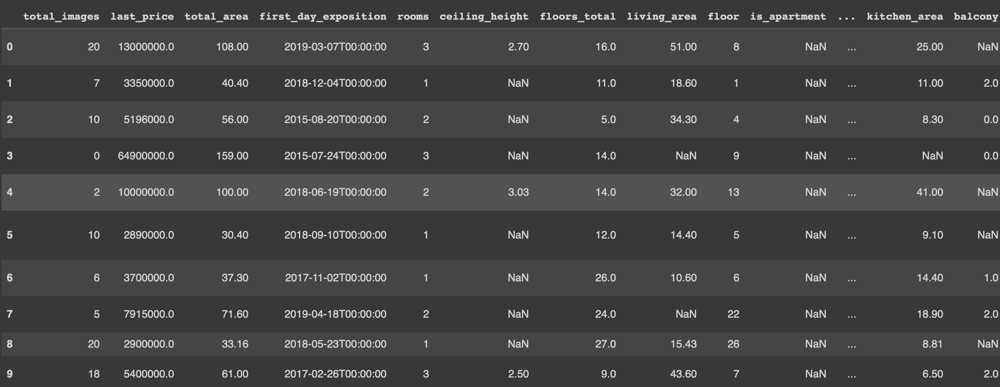 total_images last_price total_area first_day_exposition rooms ceiling_height floors_total living_area floor is_apartment ... kitchen_area balcony
0 20 13000000.0 108.00 2019-03-07T00:00:00 3 2.70 16.0 51.00 8 NaN ... 25.00 NaN
1 7 3350000.0 40.40 2018-12-04T00:00:00 1 NaN 11.0 18.60 1 NaN ... 11.00 2.0
2 10 5196000.0 56.00 2015-08-20T00:00:00 2 NaN 5.0 34.30 4 NaN ... 8.30 0.0
3 0 64900000.0 159.00 2015-07-24T00:00:00 3 NaN 14.0 NaN 9 NaN ... NaN 0.0
4 2 10000000.0 100.00 2018-06-19T00:00:00 2 3.03 14.0 32.00 13 NaN ... 41.00 NaN
5 10 2890000.0 30.40 2018-09-10T00:00:00 1 NaN 12.0 14.40 5 NaN ... 9.10 NaN
6 6 3700000.0 37.30 2017-11-02T00:00:00 1 NaN 26.0 10.60 6 NaN ... 14.40 1.0
7 5 7915000.0 71.60 2019-04-18T00:00:00 2 NaN 24.0 NaN 22 NaN ... 18.90 2.0
8 20 2900000.0 33.16 2018-05-23T00:00:00 1 NaN 27.0 15.43 26 NaN ... 8.81 NaN
9 18 5400000.0 61.00 2017-02-26T00:00:00 3 2.50 9.0 43.60 7 NaN ... 6.50 2.0